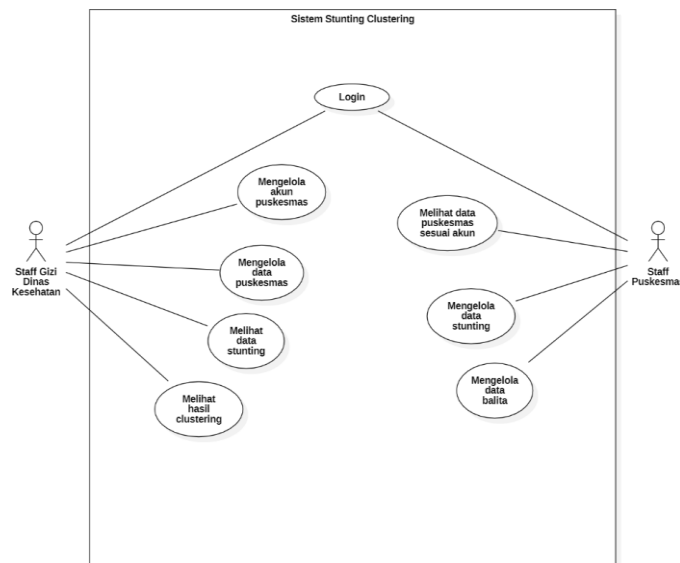 Sistem Stunting Clustering
Login
Mengelola
akun
puskesmas
Melihat data
puskesmas
sesuai akun
Staff Gizi
Dinas
Kesehatan
Staff
Puskesmas
Mengelola
data
puskesmas
Mengelola
data
stunting
Melihat
data
stunting
Mengelola
data
balita
Melihat
hasil
clustering